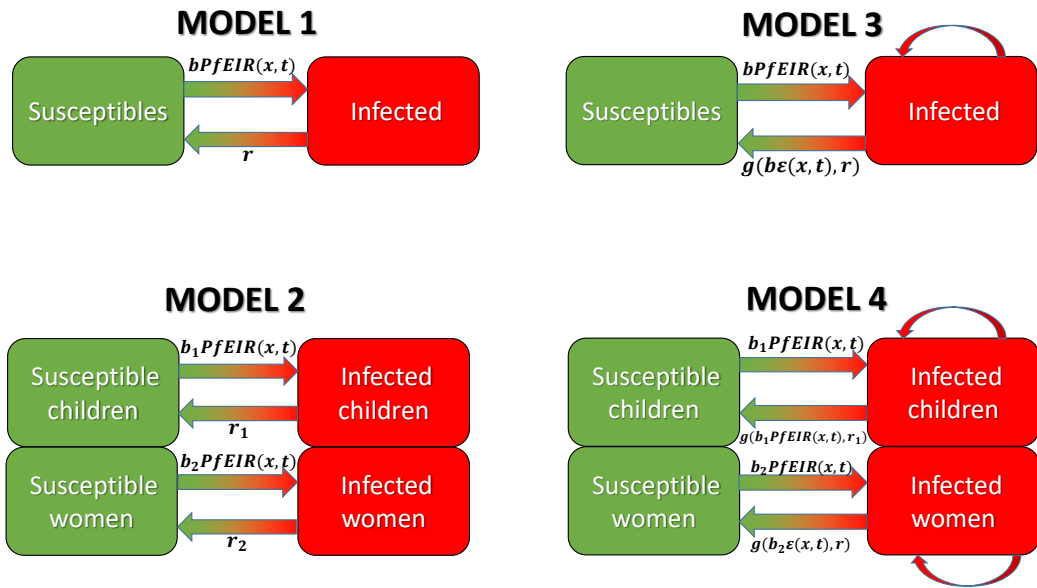 MODEL 1
bPfEIR(x,t)
Susceptibles
Infected
r
MODEL 3
bPfEIR(x,t)
Susceptibles
Infected
g(bε(x,t),r)
MODEL 2
b₁PfEIR(x,t)
Susceptible
children
Infected
children
r₁
b₂PfEIR(x,t)
Susceptible
women
Infected
women
r₂
MODEL 4
b₁PfEIR(x,t)
Susceptible
children
Infected
children
g(b₁PfEIR(x,t),r₁)
b₂PfEIR(x,t)
Susceptible
women
Infected
women
g(b₂ε(x,t),r)